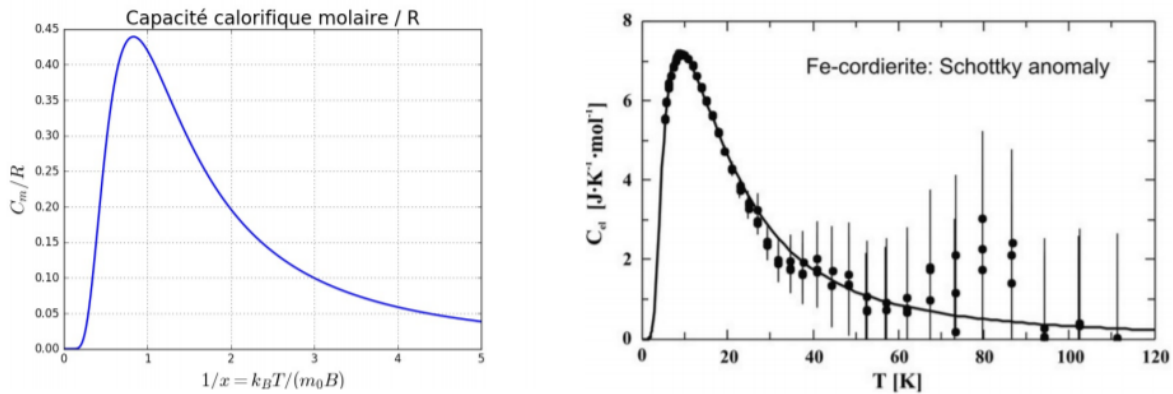 Capacité calorifique molaire / R
0.45
0.40
0.35
0.30
0.25
0.20
0.15
0.10
0.05
0.00
C_m/R
0 1 2 3 4 5
1/x = k_BT/(m_0B)
8
6
4
2
0
C_el [J·K⁻¹·mol⁻¹]
Fe-cordierite: Schottky anomaly
0 20 40 60 80 100 120
T [K]